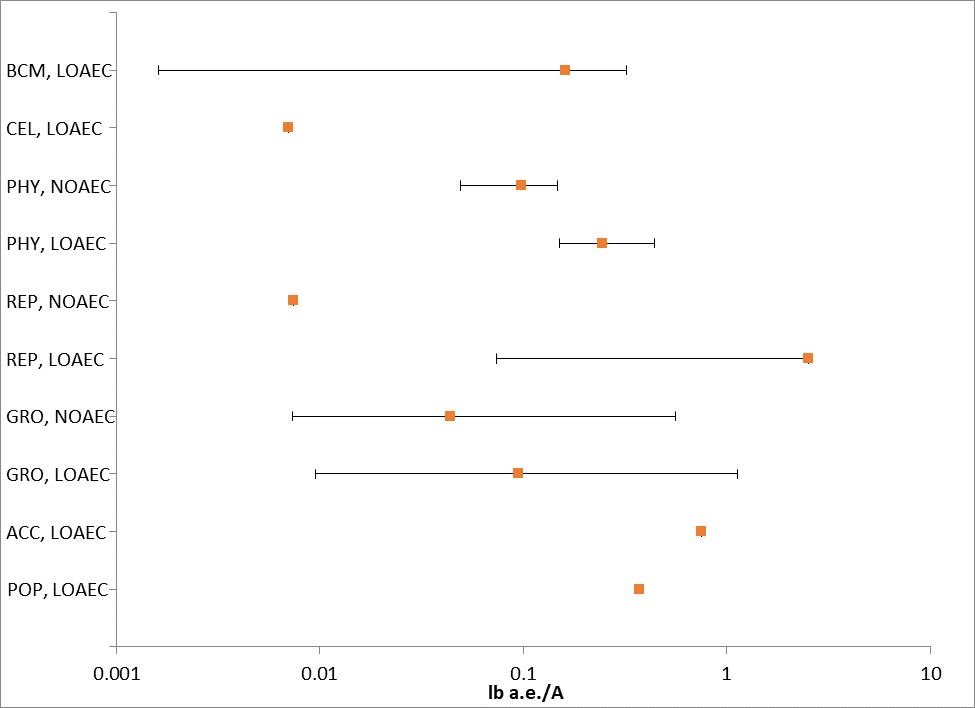 BCM, LOAEC
CEL, LOAEC
PHY, NOAEC
PHY, LOAEC
REP, NOAEC
REP, LOAEC
GRO, NOAEC
GRO, LOAEC
ACC, LOAEC
POP, LOAEC
0.001 0.01 0.1 1 10
lb a.e./A